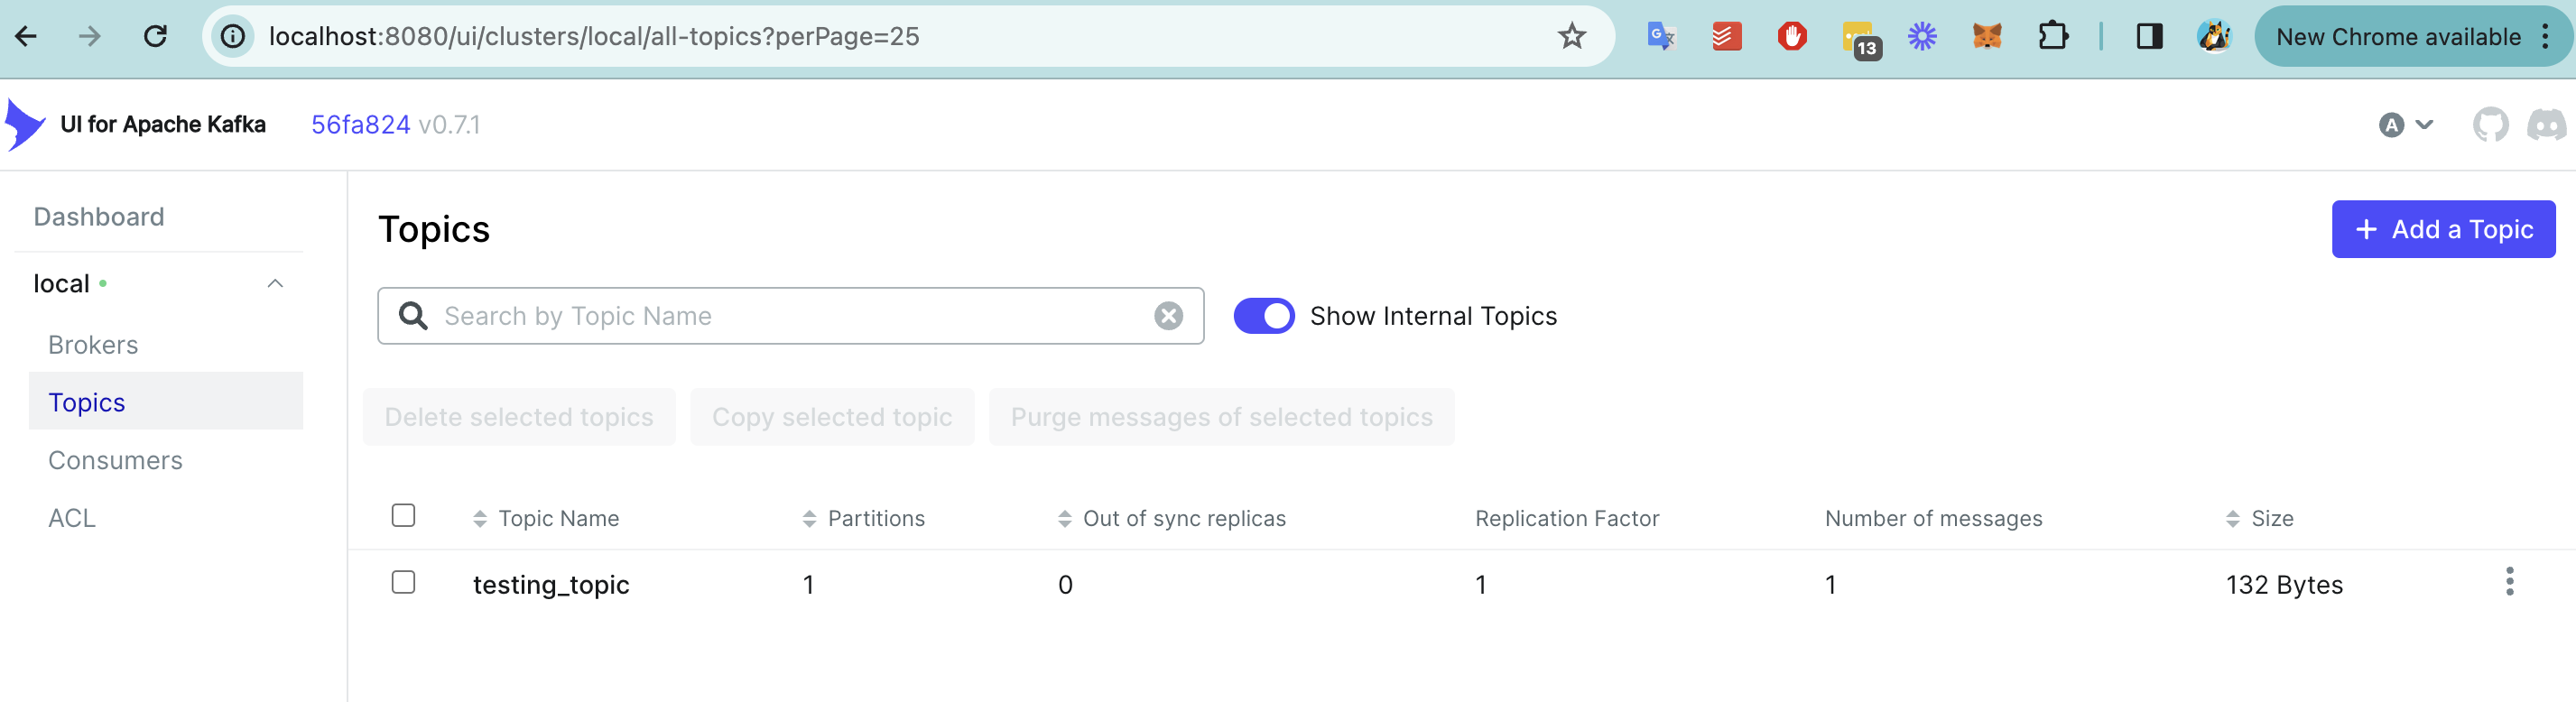 localhost:8080/ui/clusters/local/all-topics?perPage=25
13
New Chrome available
UI for Apache Kafka 56fa824 v0.7.1
A
Dashboard
local
Brokers
Topics
Consumers
ACL
Topics
+ Add a Topic
Search by Topic Name
Show Internal Topics
Delete selected topics Copy selected topic Purge messages of selected topics
Topic Name Partitions Out of sync replicas Replication Factor Number of messages Size
testing_topic 1 0 1 1 132 Bytes